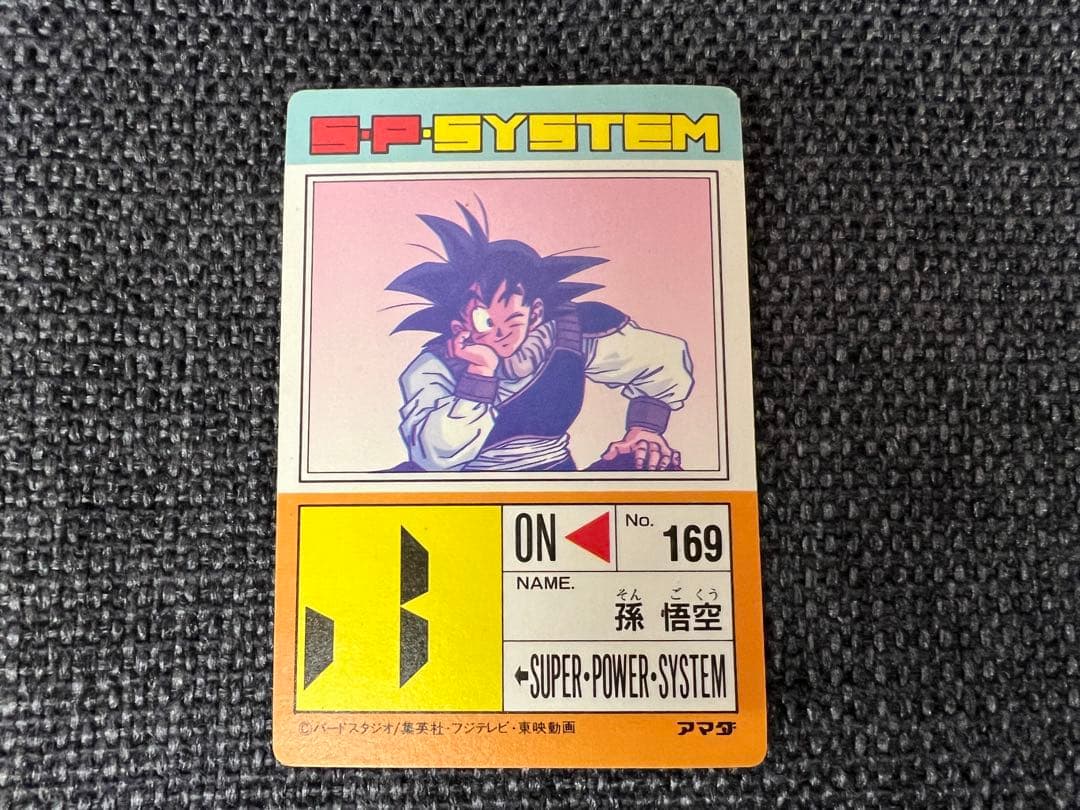 S·P·SYSTEM
ON
No. 169
NAME.
そん ご くう
孫 悟空
←SUPER·POWER·SYSTEM
©バードスタジオ/集英社·フジテレビ·東映動画
アマダ